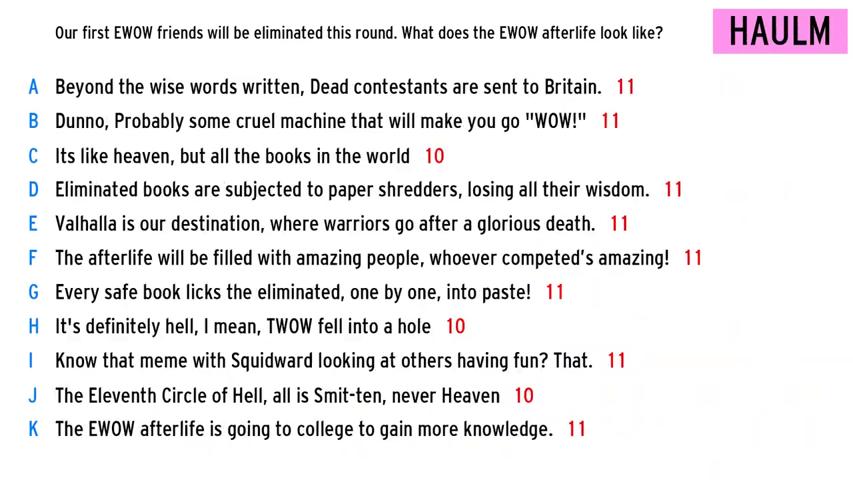 Our first EWOW friends will be eliminated this round. What does the EWOW afterlife look like?
HAULM
A Beyond the wise words written, Dead contestants are sent to Britain. 11
B Dunno, Probably some cruel machine that will make you go "WOW!" 11
C Its like heaven, but all the books in the world 10
D Eliminated books are subjected to paper shredders, losing all their wisdom. 11
E Valhalla is our destination, where warriors go after a glorious death. 11
F The afterlife will be filled with amazing people, whoever competed's amazing! 11
G Every safe book licks the eliminated, one by one, into paste! 11
H It's definitely hell, I mean, TWOW fell into a hole 10
I Know that meme with Squidward looking at others having fun? That. 11
J The Eleventh Circle of Hell, all is Smit-ten, never Heaven 10
K The EWOW afterlife is going to college to gain more knowledge. 11